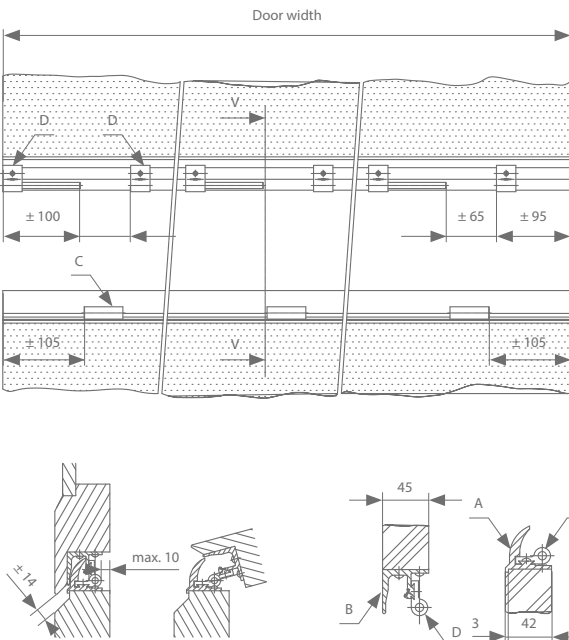 Door width
V
D D
± 100 ± 65 ± 95
C
± 105 V ± 105
45
A
max. 10
± 14
B
D 3 42